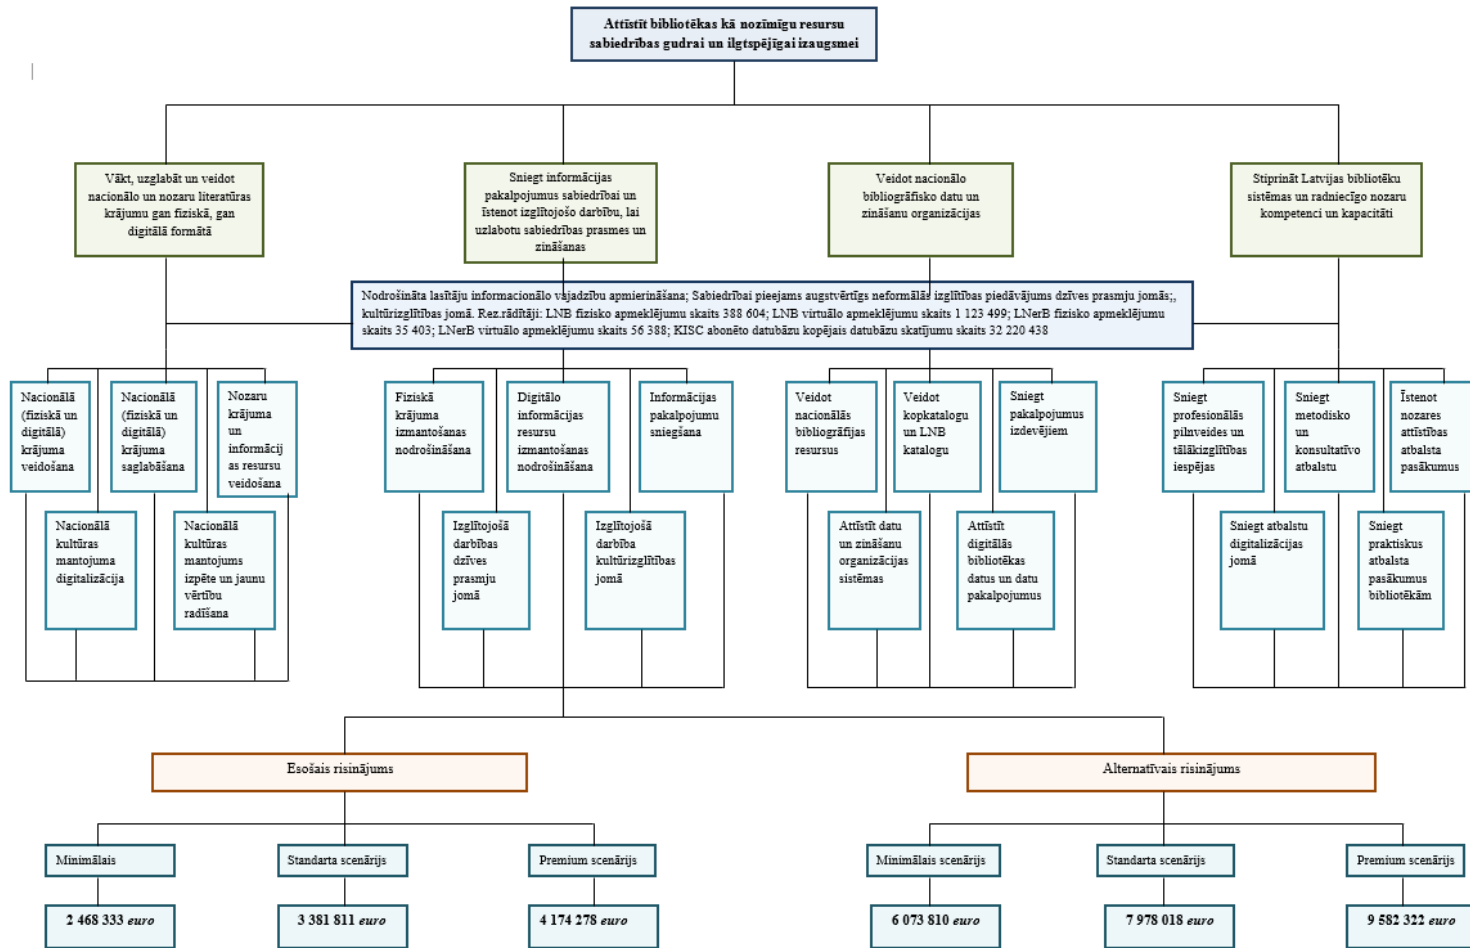 Attīstīt bibliotēkas kā nozīmīgu resursu
sabiedrības gudrai un ilgtspējīgai izaugsmei
Vākt, uzglabāt un veidot
nacionālo un nozaru literatūras
krājumu gan fiziskā, gan
digitālā formātā
Sniegt informācijas
pakalpojumus sabiedrībai un
īstenot izglītojošo darbību, lai
uzlabotu sabiedrības prasmes un
zināšanas
Veidot nacionālo
bibliogrāfisko datu un
zināšanu organizācijas
Stiprināt Latvijas bibliotēku
sistēmas un radniecīgo nozaru
kompetenci un kapacitāti
Nodrošināta lasītāju informacionālo vajadzību apmierināšana; Sabiedrībai pieejams augstvērtīgs neformālās izglītības piedāvājums dzīves prasmju jomās;,
kultūrizglītības jomā. Rez.rādītāji: LNB fizisko apmeklējumu skaits 388 604; LNB virtuālo apmeklējumu skaits 1 123 499; LNerB fizisko apmeklējumu
skaits 35 403; LNerB virtuālo apmeklējumu skaits 56 388; KISC abonēto datubāzu kopējais datubāzu skatījumu skaits 32 220 438
Nacionālā
(fiziskā un
digitālā)
krājuma
veidošana
Nacionālā
(fiziskā un
digitālā)
krājuma
saglabāšana
Nozaru
krājuma
un
informācij
as resursu
veidošana
Fiziskā
krājuma
izmantošanas
nodrošināšana
Digitālo
informācijas
resursu
izmantošanas
nodrošināšana
Informācijas
pakalpojumu
sniegšana
Veidot
nacionālās
bibliogrāfijas
resursus
Veidot
kopkatalogu
un LNB
katalogu
Sniegt
pakalpojumus
izdevējiem
Sniegt
profesionālās
pilnveides un
tālākizglītības
iespējas
Sniegt
metodisko
un
konsultatīvo
atbalstu
Īstenot
nozares
attīstības
atbalsta
pasākumus
Nacionālā
kultūras
mantojuma
digitalizācija
Nacionālā
kultūras
mantojums
izpēte un jaunu
vērtību
radīšana
Izglītojošā
darbības
dzīves
prasmju
jomā
Izglītojošā
darbība
kultūrizglītības
jomā
Attīstīt datu
un zināšanu
organizācijas
sistēmas
Attīstīt
digitālās
bibliotēkas
datus un datu
pakalpojumus
Sniegt atbalstu
digitalizācijas
jomā
Sniegt
praktiskus
atbalsta
pasākumus
bibliotēkām
Esošais risinājums
Alternatīvais risinājums
Minimālais
Standarta scenārijs
Premium scenārijs
Minimālais scenārijs
Standarta scenārijs
Premium scenārijs
2 468 333 euro
3 381 811 euro
4 174 278 euro
6 073 810 euro
7 978 018 euro
9 582 322 euro